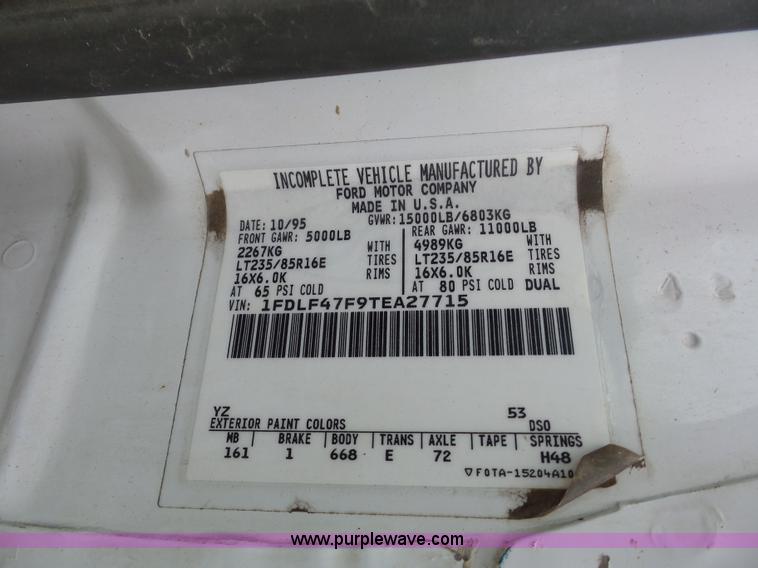 INCOMPLETE VEHICLE MANUFACTURED BY
FORD MOTOR COMPANY
MADE IN U.S.A.
DATE: 10/95 GVWR: 15000LB/6803KG
FRONT GAWR: 5000LB REAR GAWR: 11000LB
2267KG WITH 4989KG WITH
LT235/85R16E TIRES LT235/85R16E TIRES
16X6.0K RIMS 16X6.0K RIMS
AT 65 PSI COLD AT 80 PSI COLD DUAL
VIN: 1FDLF47F9TEA27715
YZ 53
EXTERIOR PAINT COLORS DSO
WB BRAKE BODY TRANS AXLE TAPE SPRINGS
161 1 668 E 72 H48
▽F0TA-15204A10
A 2
www.purplewave.com